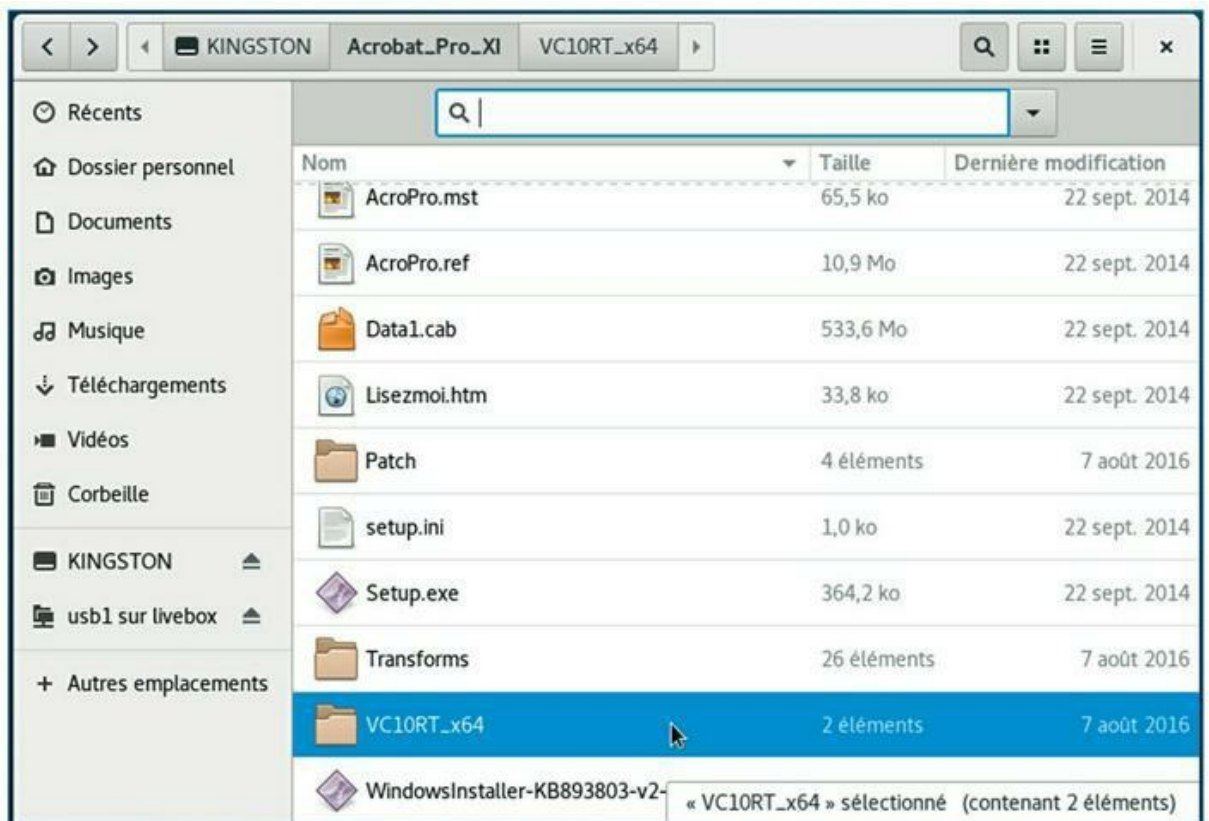 KINGSTON Acrobat_Pro_XI VC10RT_x64
Récents
Dossier personnel
Documents
Images
Musique
Téléchargements
Vidéos
Corbeille
KINGSTON
usb1 sur livebox
+ Autres emplacements
Nom Taille Dernière modification
AcroPro.mst 65,5 ko 22 sept. 2014
AcroPro.ref 10,9 Mo 22 sept. 2014
Data1.cab 533,6 Mo 22 sept. 2014
Lisezmoi.htm 33,8 ko 22 sept. 2014
Patch 4 éléments 7 août 2016
setup.ini 1,0 ko 22 sept. 2014
Setup.exe 364,2 ko 22 sept. 2014
Transforms 26 éléments 7 août 2016
VC10RT_x64 2 éléments 7 août 2016
WindowsInstaller-KB893803-v2-
« VC10RT_x64 » sélectionné (contenant 2 éléments)